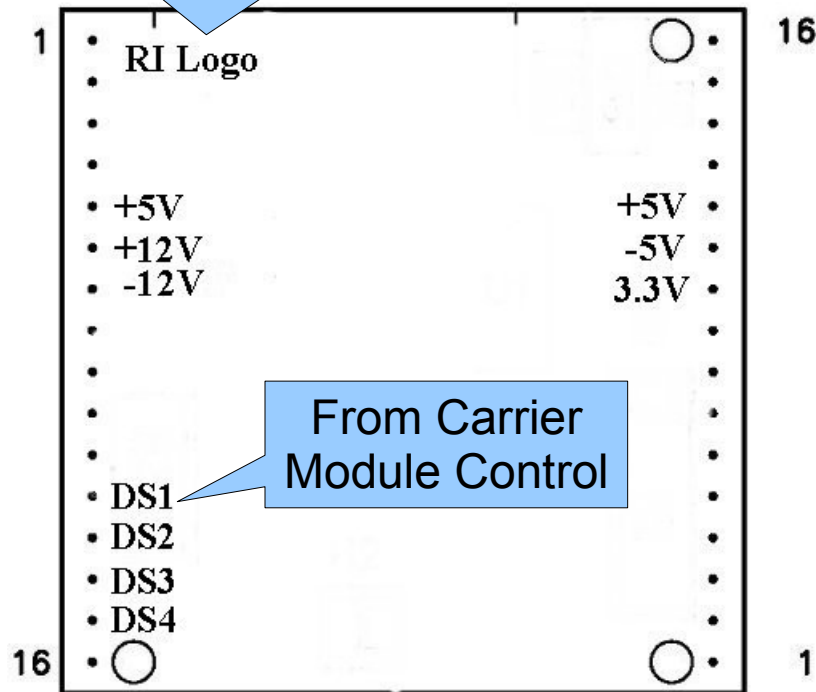 1
16
RI Logo
+5V
+5V
+12V
-5V
-12V
3.3V
From Carrier
Module Control
DS1
DS2
DS3
DS4
16
1